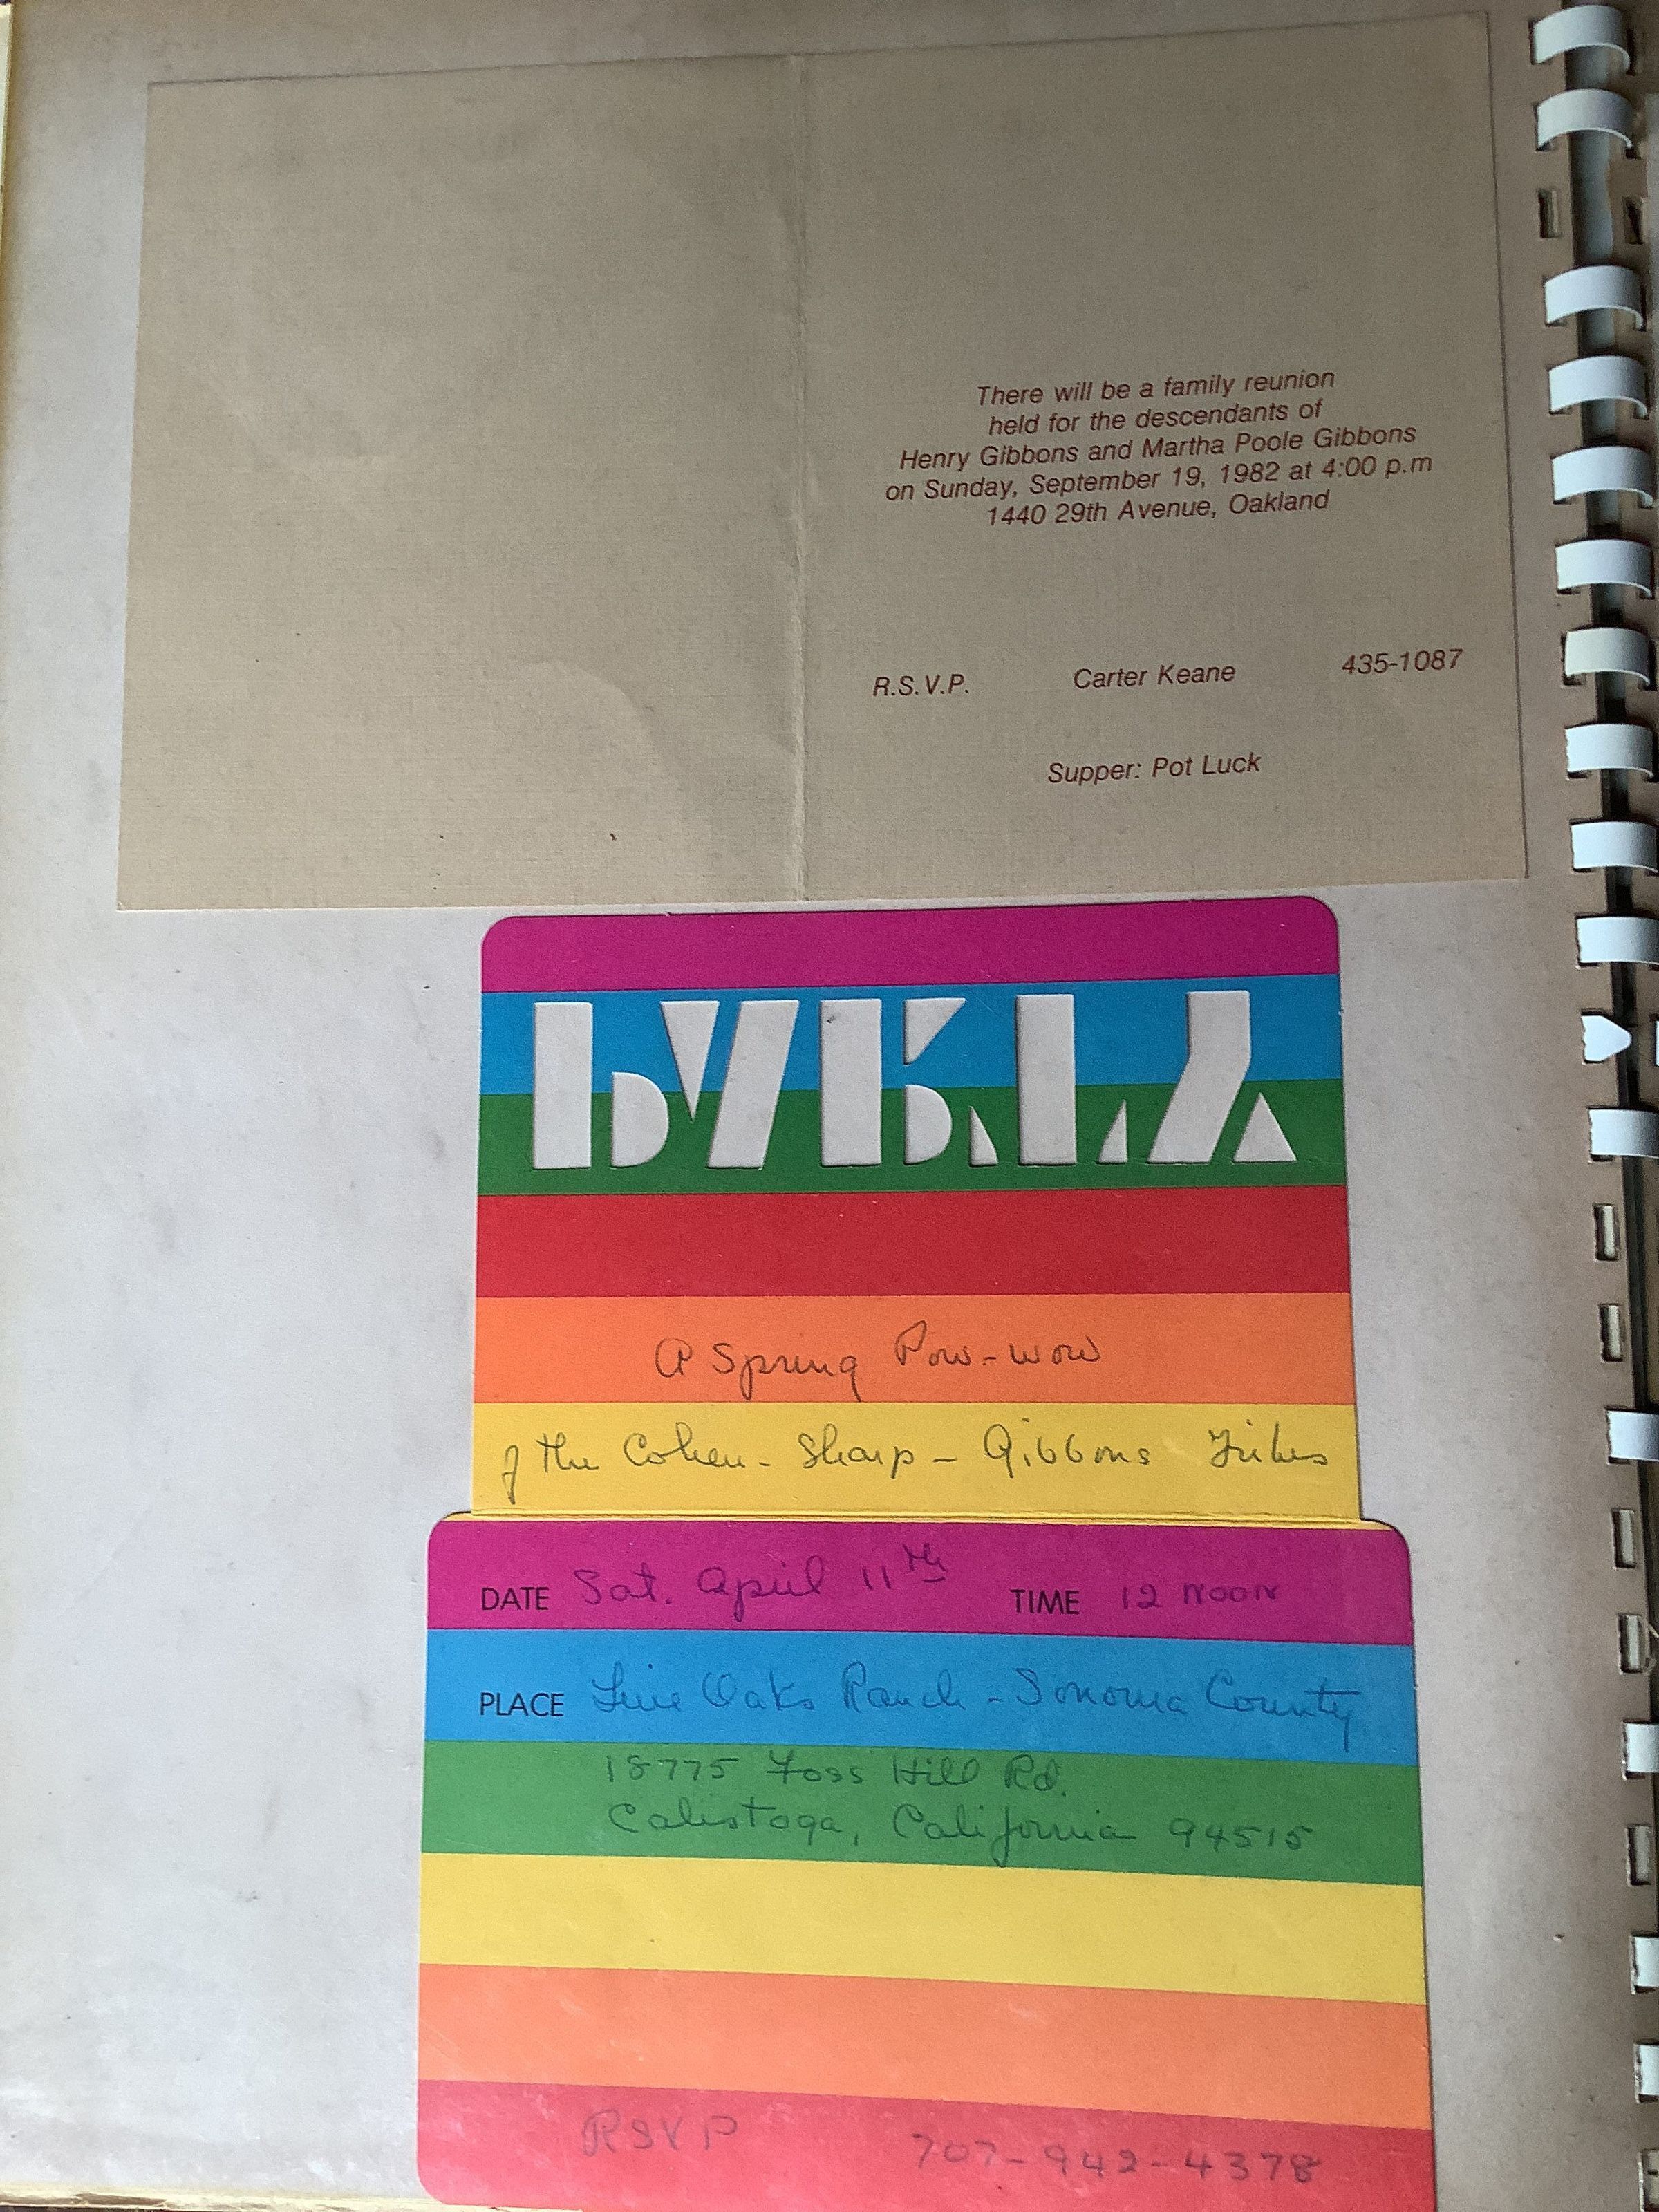 There will be a family reunion
held for the descendants of
Henry Gibbons and Martha Poole Gibbons
on Sunday, September 19, 1982 at 4:00 p.m
1440 29th Avenue, Oakland
R.S.V.P. Carter Keane 435-1087
Supper: Pot Luck
PARTY
A Spring Pow-wow
of the Cohen - Sharp - Gibbons Tribes
DATE Sat. April 11th TIME 12 NOON
PLACE Live Oaks Ranch - Sonoma County
18775 Foss Hill Rd.
Calistoga, California 94515
RSVP 707-942-4378